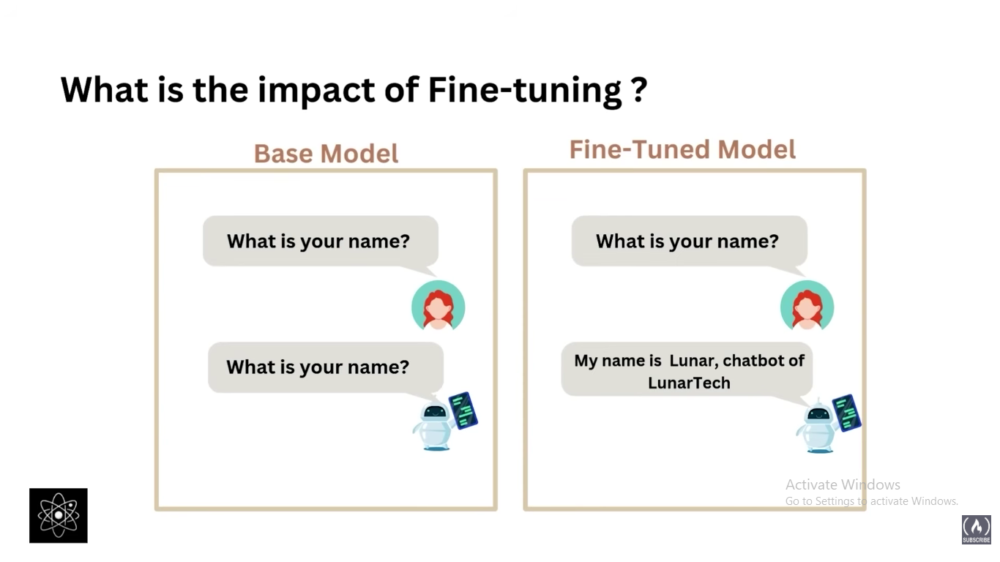 What is the impact of Fine-tuning ?
Base Model
Fine-Tuned Model
What is your name?
What is your name?
What is your name?
My name is Lunar, chatbot of
LunarTech
Activate Windows
Go to Settings to activate Windows.
SUBSCRIBE